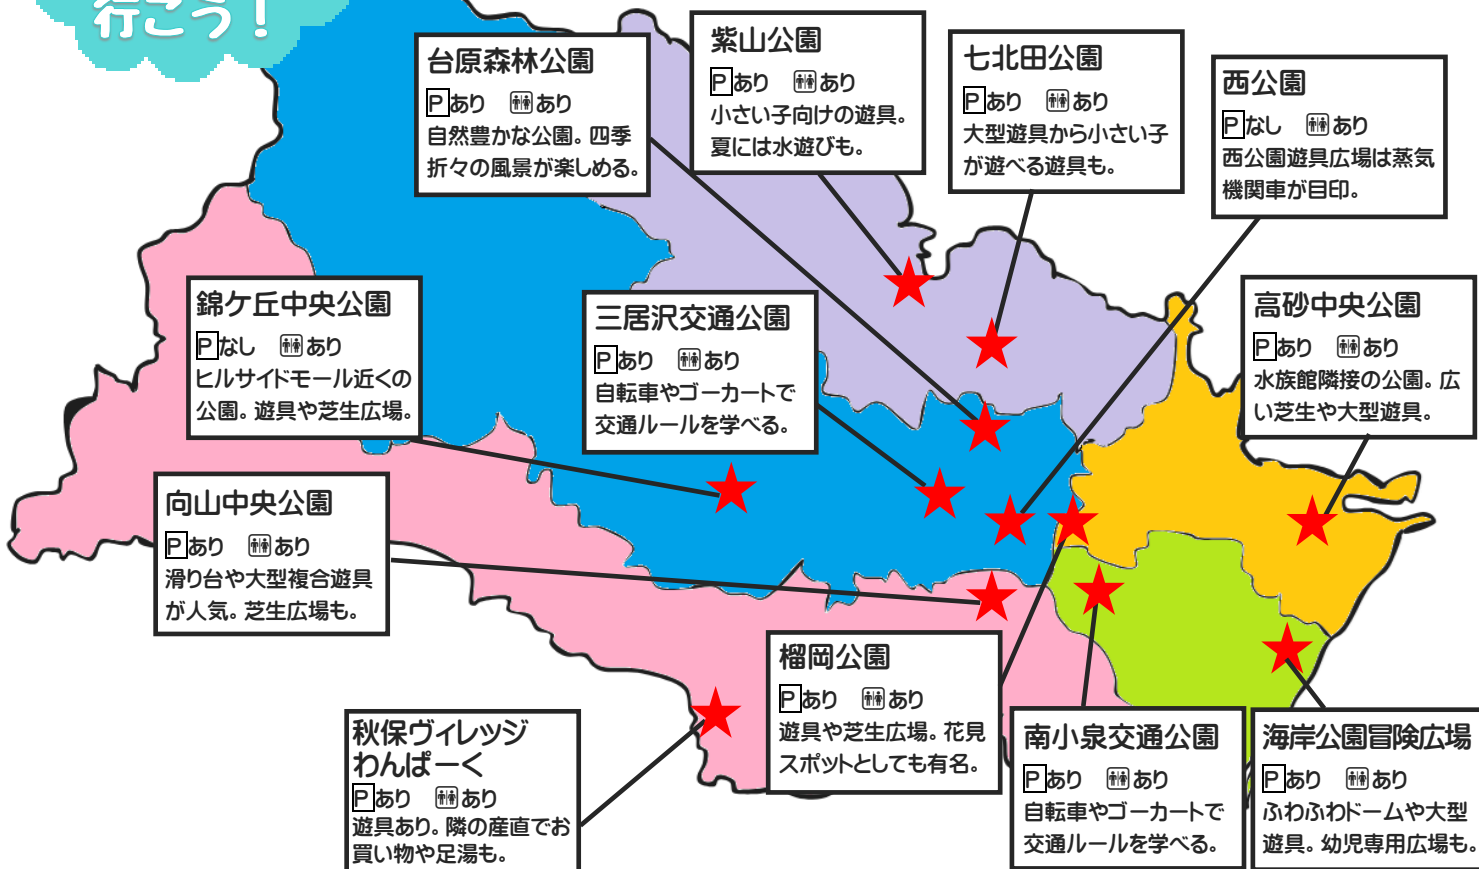 行こう！
台原森林公園
Pあり あり
自然豊かな公園。四季
折々の風景が楽しめる。
紫山公園
Pあり あり
小さい子向けの遊具。
夏には水遊びも。
七北田公園
Pあり あり
大型遊具から小さい子
が遊べる遊具も。
西公園
Pなし あり
西公園遊具広場は蒸気
機関車が目印。
錦ケ丘中央公園
Pなし あり
ヒルサイドモール近くの
公園。遊具や芝生広場。
三居沢交通公園
Pあり あり
自転車やゴーカートで
交通ルールを学べる。
高砂中央公園
Pあり あり
水族館隣接の公園。広
い芝生や大型遊具。
向山中央公園
Pあり あり
滑り台や大型複合遊具
が人気。芝生広場も。
榴岡公園
Pあり あり
遊具や芝生広場。花見
スポットとしても有名。
秋保ヴィレッジ
わんぱーく
Pあり あり
遊具あり。隣の産直でお
買い物や足湯も。
南小泉交通公園
Pあり あり
自転車やゴーカートで
交通ルールを学べる。
海岸公園冒険広場
Pあり あり
ふわふわドームや大型
遊具。幼児専用広場も。